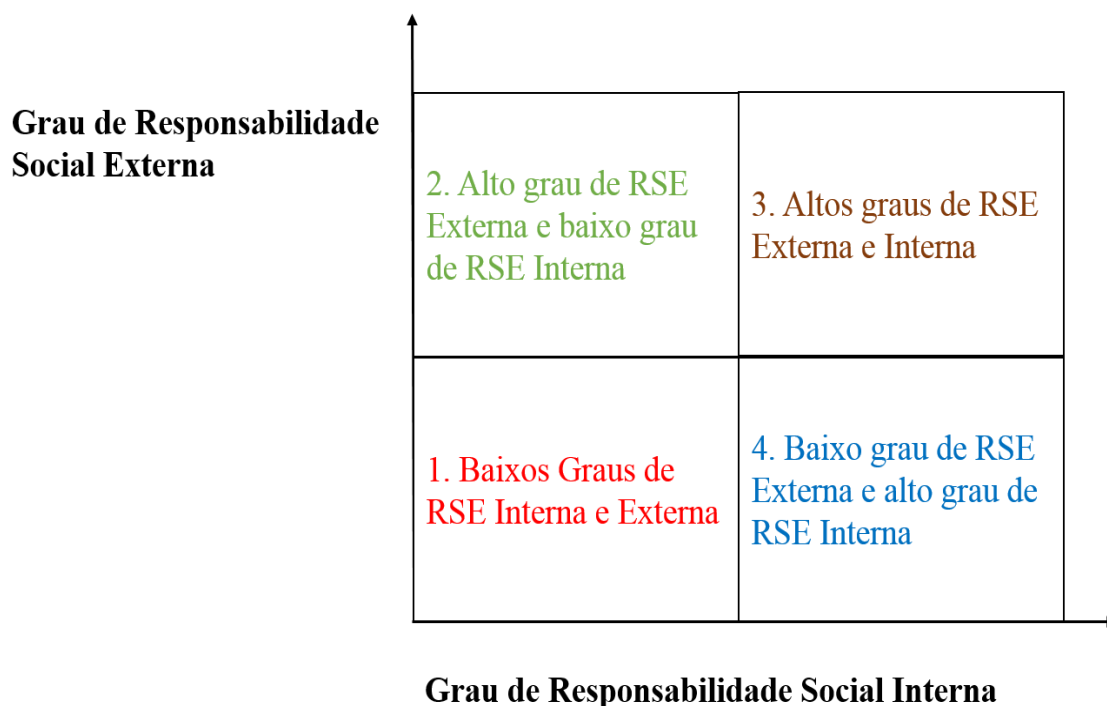 Grau de Responsabilidade
Social Externa
2. Alto grau de RSE
Externa e baixo grau
de RSE Interna
3. Altos graus de RSE
Externa e Interna
1. Baixos Graus de
RSE Interna e Externa
4. Baixo grau de RSE
Externa e alto grau de
RSE Interna
Grau de Responsabilidade Social Interna